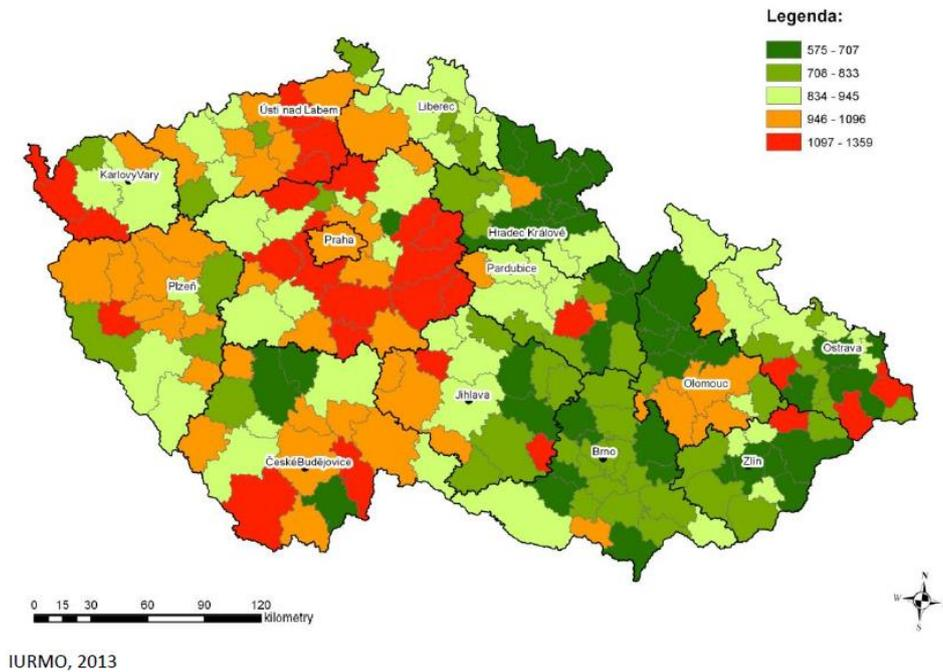 Legenda:
575 - 707
708 - 833
834 - 945
946 - 1096
1097 - 1359
Ústí nad Labem
Liberec
KarlovyVary
Praha
Hradec Králové
Plzeň
Pardubice
Ostrava
Olomouc
Jihlava
Brno
Zlín
ČeskéBudějovice
0 15 30 60 90 120
kilometry
N
W
S
IURMO, 2013